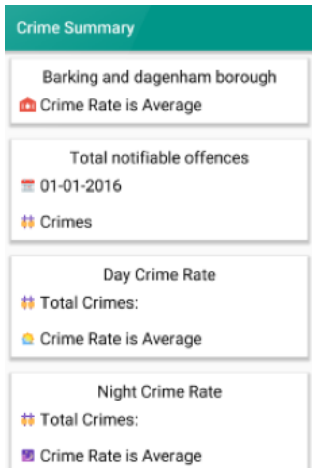 Crime Summary
Barking and dagenham borough
Crime Rate is Average
Total notifiable offences
01-01-2016
Crimes
Day Crime Rate
Total Crimes:
Crime Rate is Average
Night Crime Rate
Total Crimes:
Crime Rate is Average